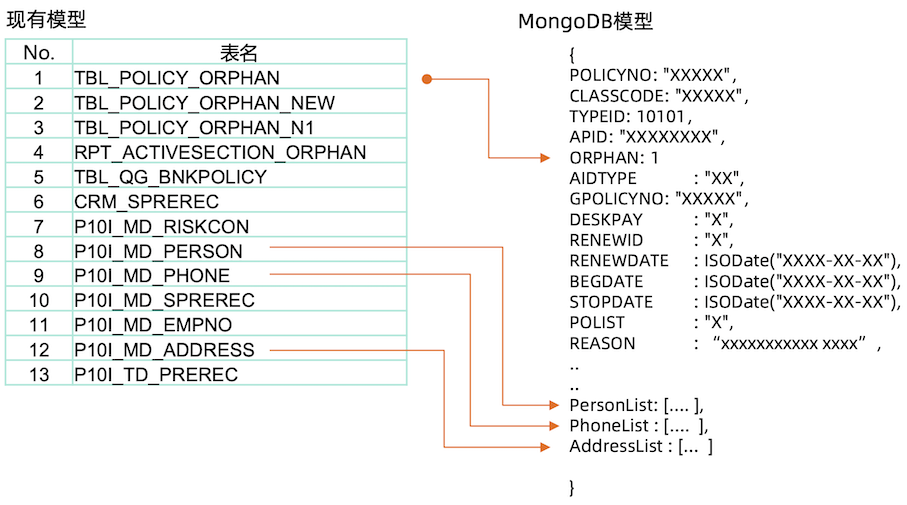 现有模型
No. 表名
1 TBL_POLICY_ORPHAN
2 TBL_POLICY_ORPHAN_NEW
3 TBL_POLICY_ORPHAN_N1
4 RPT_ACTIVESECTION_ORPHAN
5 TBL_QG_BNKPOLICY
6 CRM_SPREREC
7 P10I_MD_RISKCON
8 P10I_MD_PERSON
9 P10I_MD_PHONE
10 P10I_MD_SPREREC
11 P10I_MD_EMPNO
12 P10I_MD_ADDRESS
13 P10I_TD_PREREC
MongoDB模型
{
POLICYNO: "XXXXX",
CLASSCODE: "XXXXX",
TYPEID: 10101,
APID: "XXXXXXXX",
ORPHAN: 1
AIDTYPE : "XX",
GPOLICYNO: "XXXXX",
DESKPAY : "X",
RENEWID : "X",
RENEWDATE : ISODate("XXXX-XX-XX"),
BEGDATE : ISODate("XXXX-XX-XX"),
STOPDATE : ISODate("XXXX-XX-XX"),
POLIST : "X",
REASON : “xxxxxxxxxxx xxxx”,
..
..
PersonList: [.... ],
PhoneList : [.... ],
AddressList : [... ]
}